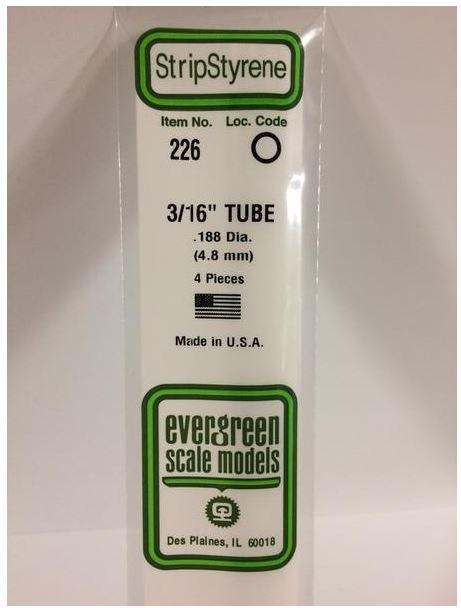 StripStyrene
Item No. Loc. Code
226 O
3/16" TUBE
.188 Dia.
(4.8 mm)
4 Pieces
Made in U.S.A.
evergreen
scale models
Des Plaines, IL 60018